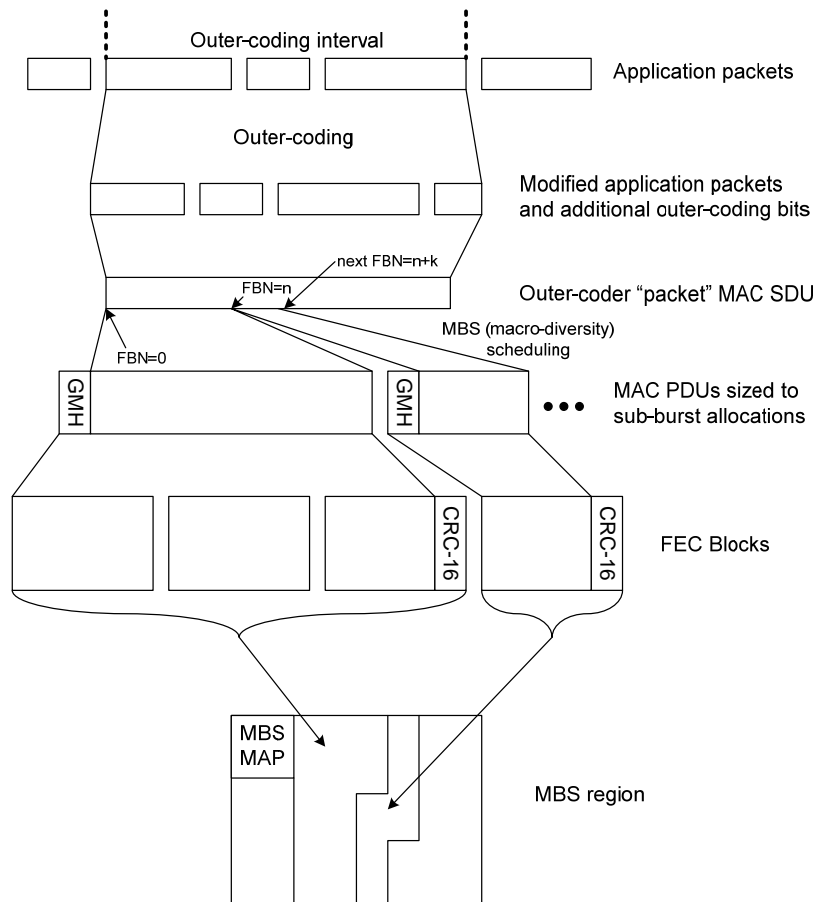 Outer-coding interval
Application packets
Outer-coding
Modified application packets
and additional outer-coding bits
next FBN=n+k
FBN=n
Outer-coder “packet” MAC SDU
MBS (macro-diversity)
scheduling
FBN=0
GMH
GMH
MAC PDUs sized to
sub-burst allocations
CRC-16
CRC-16
FEC Blocks
MBS
MAP
MBS region